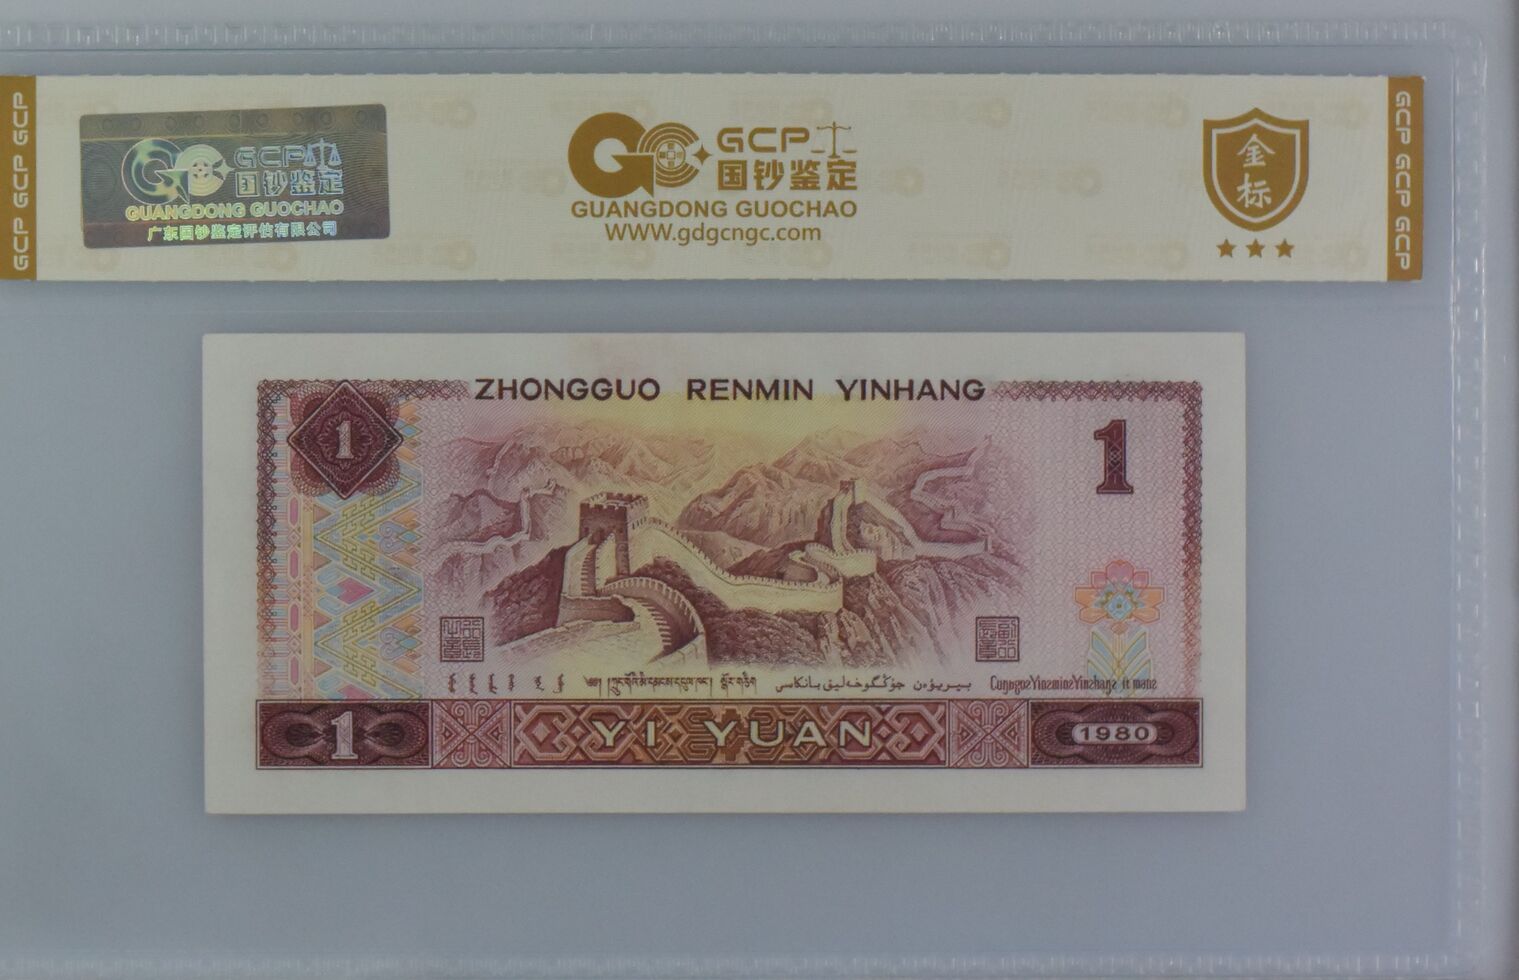 GCP GCP GCP
GCP
国钞鉴定
GUANGDONG GUOCHAO
广东国钞鉴定评估有限公司
GCP
国钞鉴定
GUANGDONG GUOCHAO
WWW.gdgcngc.com
金标
GCP GCP GCP
ZHONGGUO RENMIN YINHANG
1
1
1
YI YUAN
1980